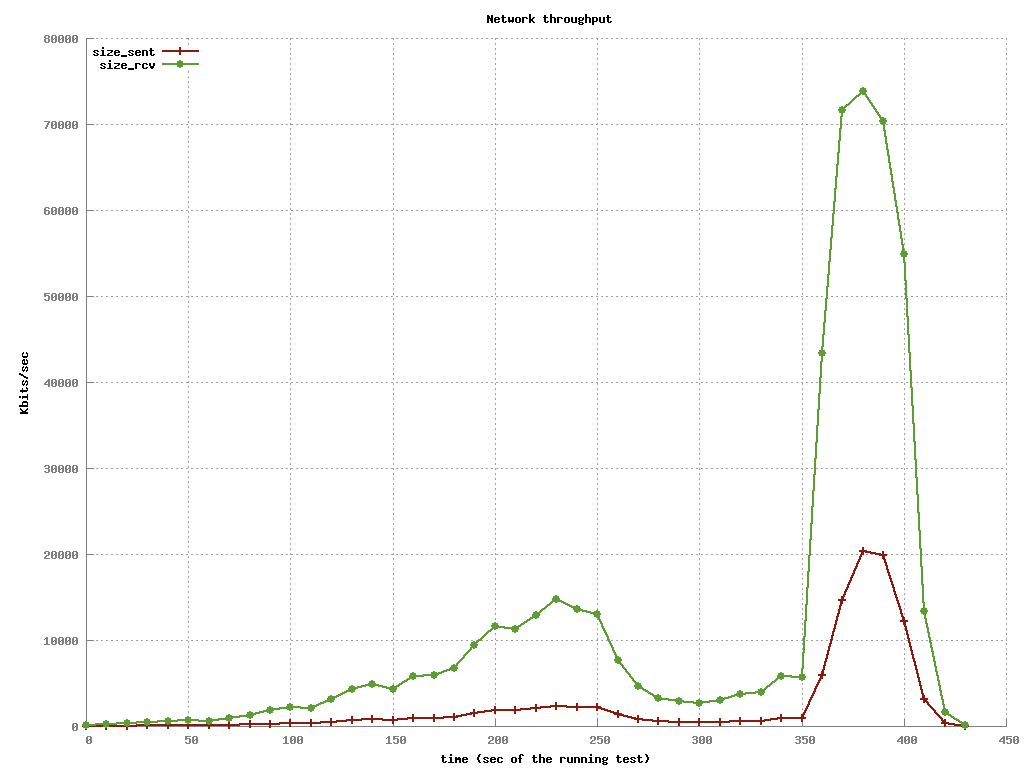 Network throughput
80000
size_sent
size_rcv
70000
60000
50000
Kbits/sec
40000
30000
20000
10000
0
0 50 100 150 200 250 300 350 400 450
time (sec of the running test)